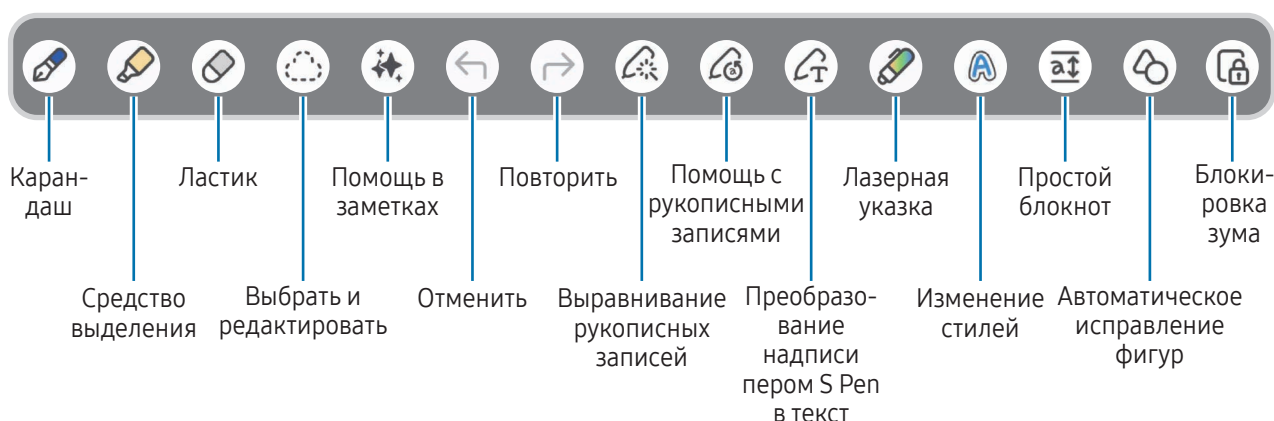 Каран-
даш
Ластик
Помощь в
заметках
Повторить
Помощь с
рукописными
записями
Лазерная
указка
Простой
блокнот
Блоки-
ровка
зума
Средство
выделения
Выбрать и
редактировать
Отменить
Выравнивание
рукописных
записей
Преобразо-
вание
надписи
пером S Pen
в текст
Изменение
стилей
Автоматическое
исправление
фигур